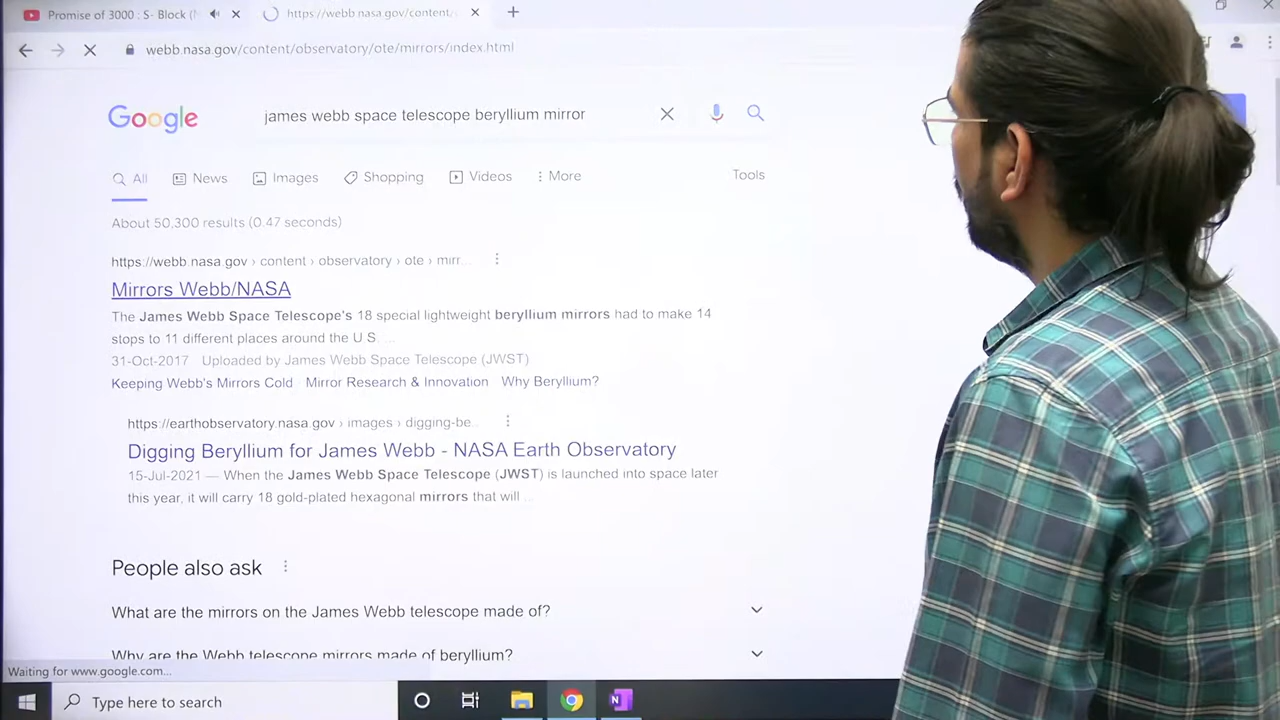 Promise of 3000 : S- Block (
https://webb.nasa.gov/content/
webb.nasa.gov/content/observatory/ote/mirrors/index.html
Google
james webb space telescope beryllium mirror
All
News
Images
Shopping
Videos
More
Tools
About 50,300 results (0.47 seconds)
https://webb.nasa.gov › content › observatory › ote › mirr...
Mirrors Webb/NASA
The James Webb Space Telescope's 18 special lightweight beryllium mirrors had to make 14
stops to 11 different places around the U S. ...
31-Oct-2017 Uploaded by James Webb Space Telescope (JWST)
Keeping Webb's Mirrors Cold · Mirror Research & Innovation · Why Beryllium?
https://earthobservatory.nasa.gov › images › digging-be...
Digging Beryllium for James Webb - NASA Earth Observatory
15-Jul-2021 — When the James Webb Space Telescope (JWST) is launched into space later
this year, it will carry 18 gold-plated hexagonal mirrors that will ...
People also ask
What are the mirrors on the James Webb telescope made of?
Why are the Webb telescope mirrors made of beryllium?
Waiting for www.google.com...
Type here to search
N